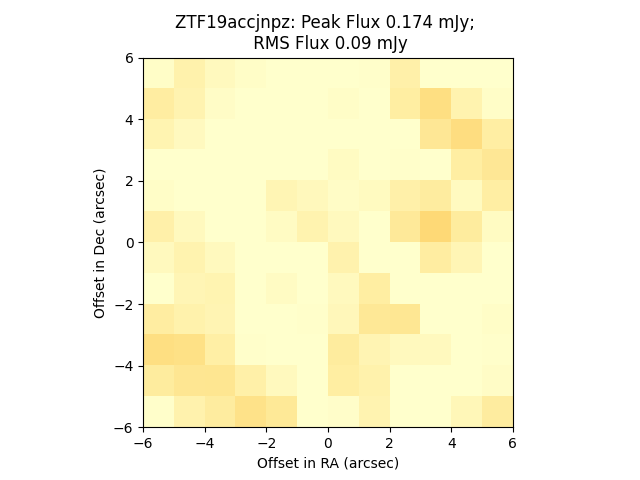 ZTF19accjnpz: Peak Flux 0.174 mJy;
RMS Flux 0.09 mJy
6
4
2
0
−2
−4
−6
Offset in Dec (arcsec)
−6 −4 −2 0 2 4 6
Offset in RA (arcsec)